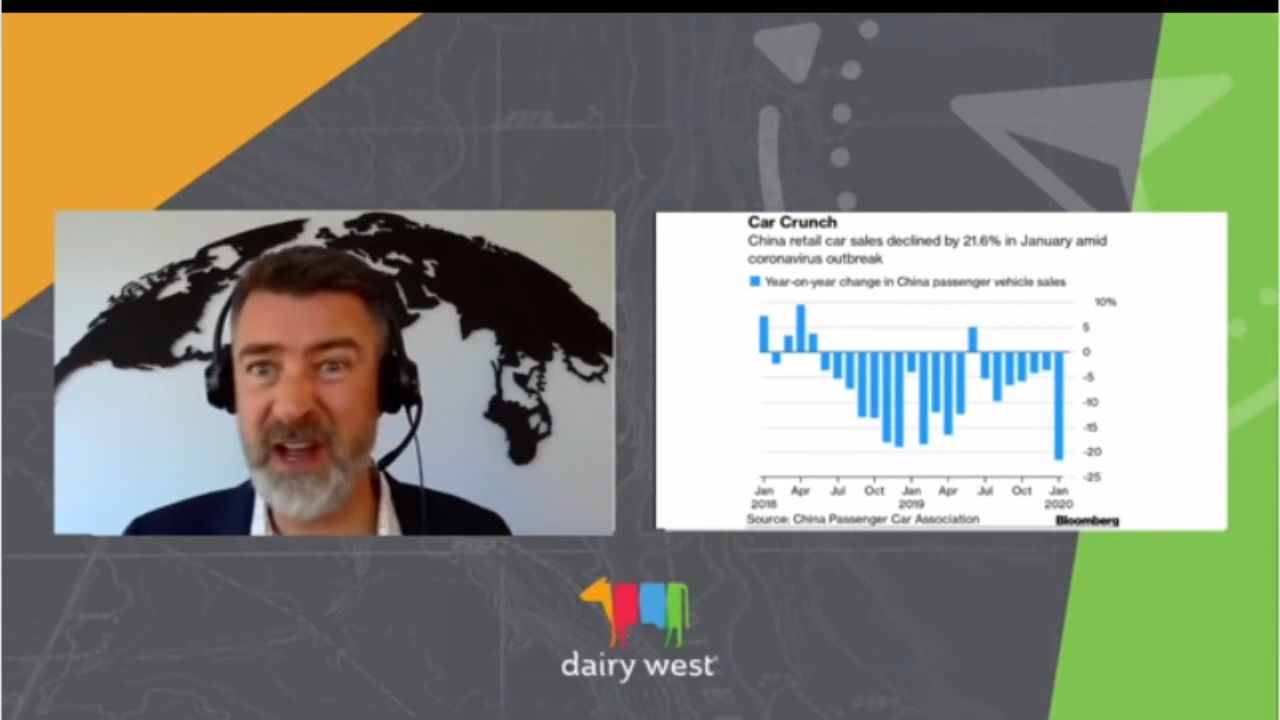 Car Crunch
China retail car sales declined by 21.6% in January amid
coronavirus outbreak
Year-on-year change in China passenger vehicle sales
10%
5
0
-5
-10
-15
-20
-25
Jan Apr Jul Oct Jan Apr Jul Oct Jan
2018 2019 2020
Source: China Passenger Car Association Bloomberg
dairy west